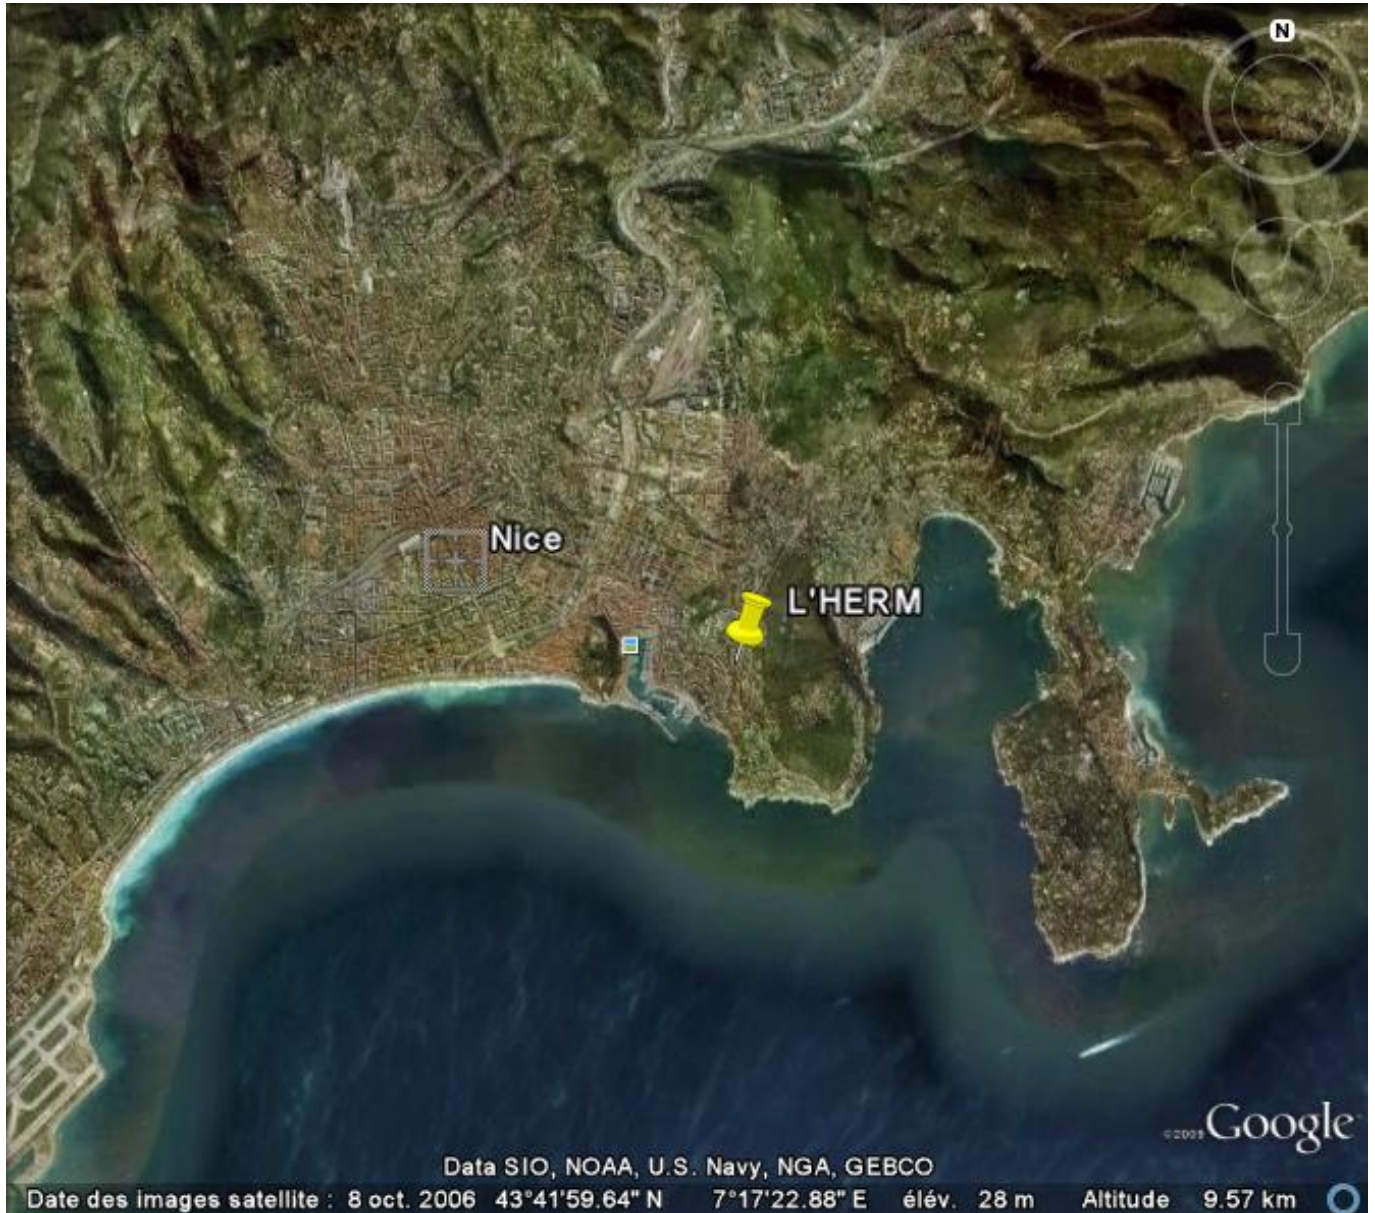 N
Nice
L'HERM
©2009 Google
Data SIO, NOAA, U.S. Navy, NGA, GEBCO
Date des images satellite : 8 oct. 2006 43°41'59.64" N 7°17'22.88" E élév. 28 m Altitude 9.57 km